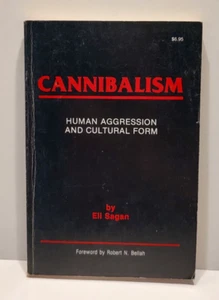 $6.95
CANNIBALISM
HUMAN AGGRESSION
AND CULTURAL FORM
by
Eli Sagan
Foreword by Robert N. Bellah